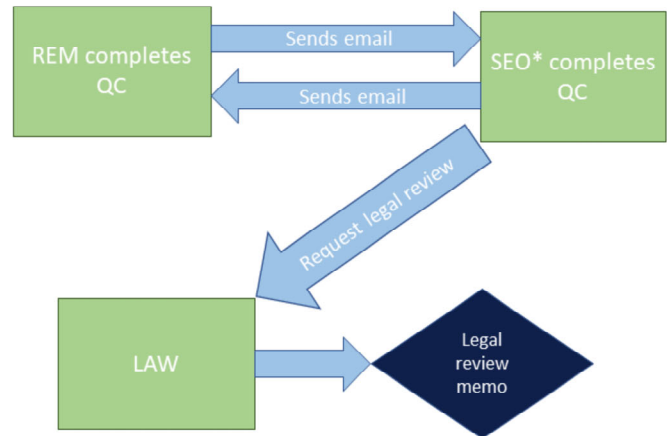 REM completes
QC
Sends email
SEO* completes
QC
Sends email
Request legal review
LAW
Legal
review
memo